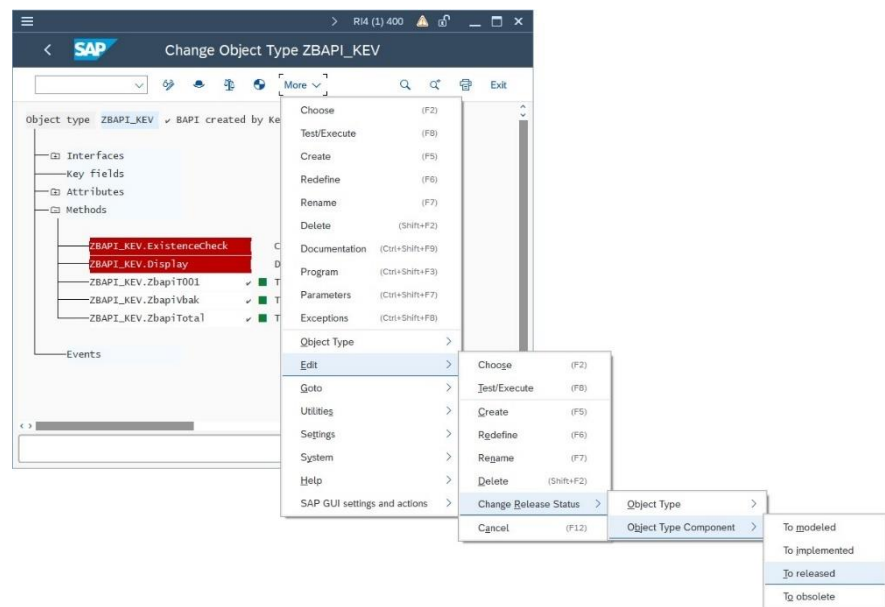 RI4 (1) 400
SAP
Change Object Type ZBAPI_KEV
More
Exit
Object type ZBAPI_KEV BAPI created by Ke
Interfaces
Key fields
Attributes
Methods
ZBAPI_KEV.ExistenceCheck C
ZBAPI_KEV.Display D
ZBAPI_KEV.ZbapiT001 T
ZBAPI_KEV.ZbapiVbak T
ZBAPI_KEV.ZbapiTotal T
Events
Choose (F2)
Test/Execute (F8)
Create (F5)
Redefine (F6)
Rename (F7)
Delete (Shift+F2)
Documentation (Ctrl+Shift+F9)
Program (Ctrl+Shift+F3)
Parameters (Ctrl+Shift+F7)
Exceptions (Ctrl+Shift+F8)
Object Type
Edit
Goto
Utilities
Settings
System
Help
SAP GUI settings and actions
Choose (F2)
Test/Execute (F8)
Create (F5)
Redefine (F6)
Rename (F7)
Delete (Shift+F2)
Change Release Status
Cancel (F12)
Object Type
Object Type Component
To modeled
To implemented
To released
To obsolete